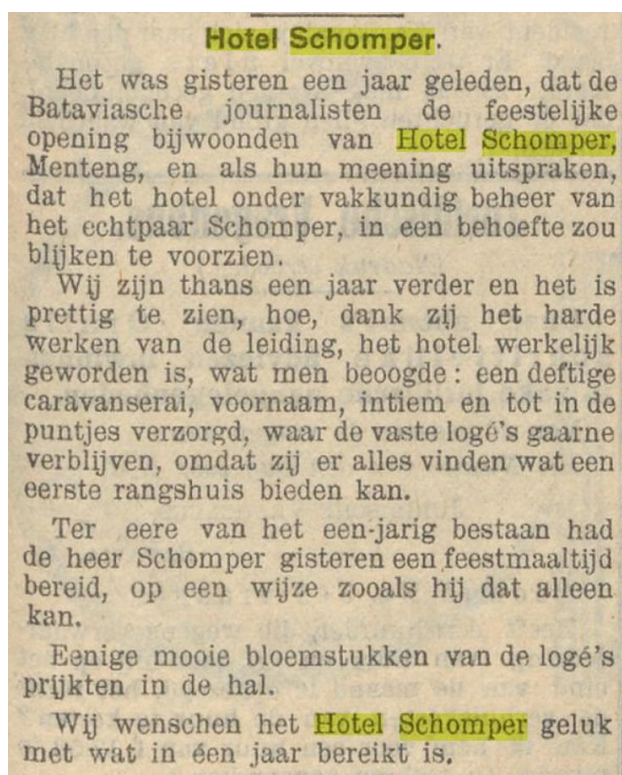 Hotel Schomper.
Het was gisteren een jaar geleden, dat de
Bataviasche journalisten de feestelijke
opening bijwoonden van Hotel Schomper,
Menteng, en als hun meening uitspraken,
dat het hotel onder vakkundig beheer van
het echtpaar Schomper, in een behoefte zou
blijken te voorzien.
Wij zijn thans een jaar verder en het is
prettig te zien, hoe, dank zij het harde
werken van de leiding, het hotel werkelijk
geworden is, wat men beoogde: een deftige
caravanserai, voornaam, intiem en tot in de
puntjes verzorgd, waar de vaste logé's gaarne
verblijven, omdat zij er alles vinden wat een
eerste rangshuis bieden kan.
Ter eere van het een-jarig bestaan had
de heer Schomper gisteren een feestmaaltijd
bereid, op een wijze zooals hij dat alleen
kan.
Eenige mooie bloemstukken van de logé's
prijkten in de hal.
Wij wenschen het Hotel Schomper geluk
met wat in één jaar bereikt is.